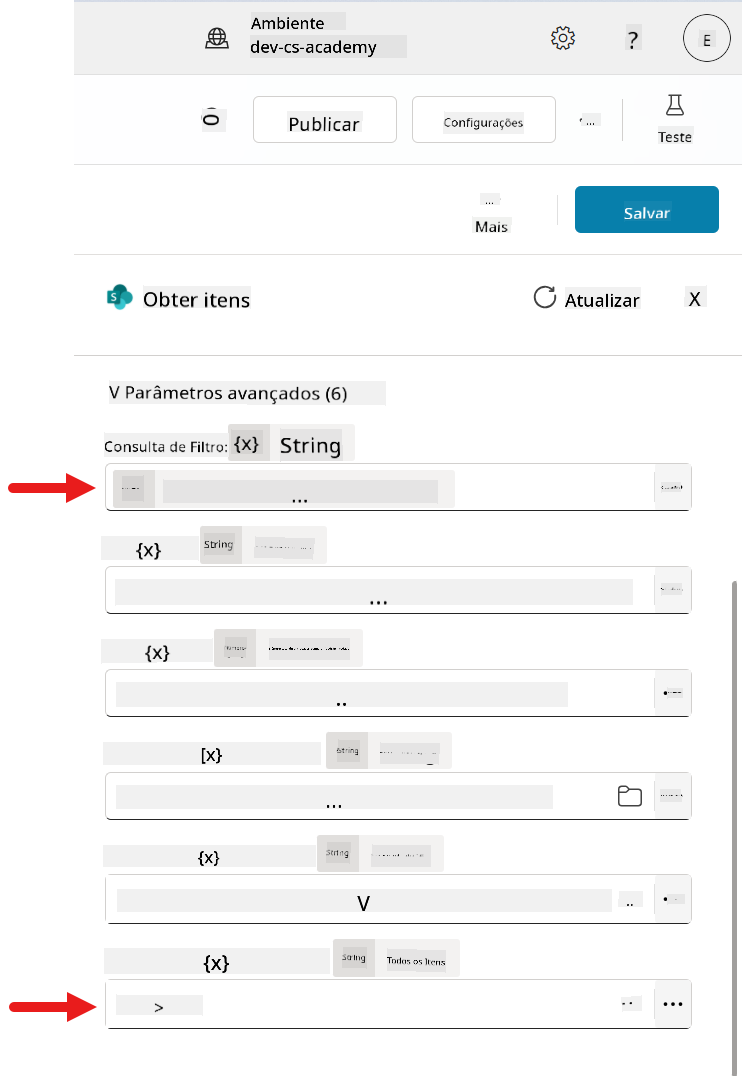 Ambiente
dev-cs-academy
?
E
Publicar
Configurações
...
Teste
...
Mais
Salvar
Obter itens
Atualizar
X
V Parâmetros avançados (6)
Consulta de Filtro: {x} String
...
{x} String
...
{x}
..
[x} String
...
{x} String
V ..
{x} String Todos os Itens
> ...